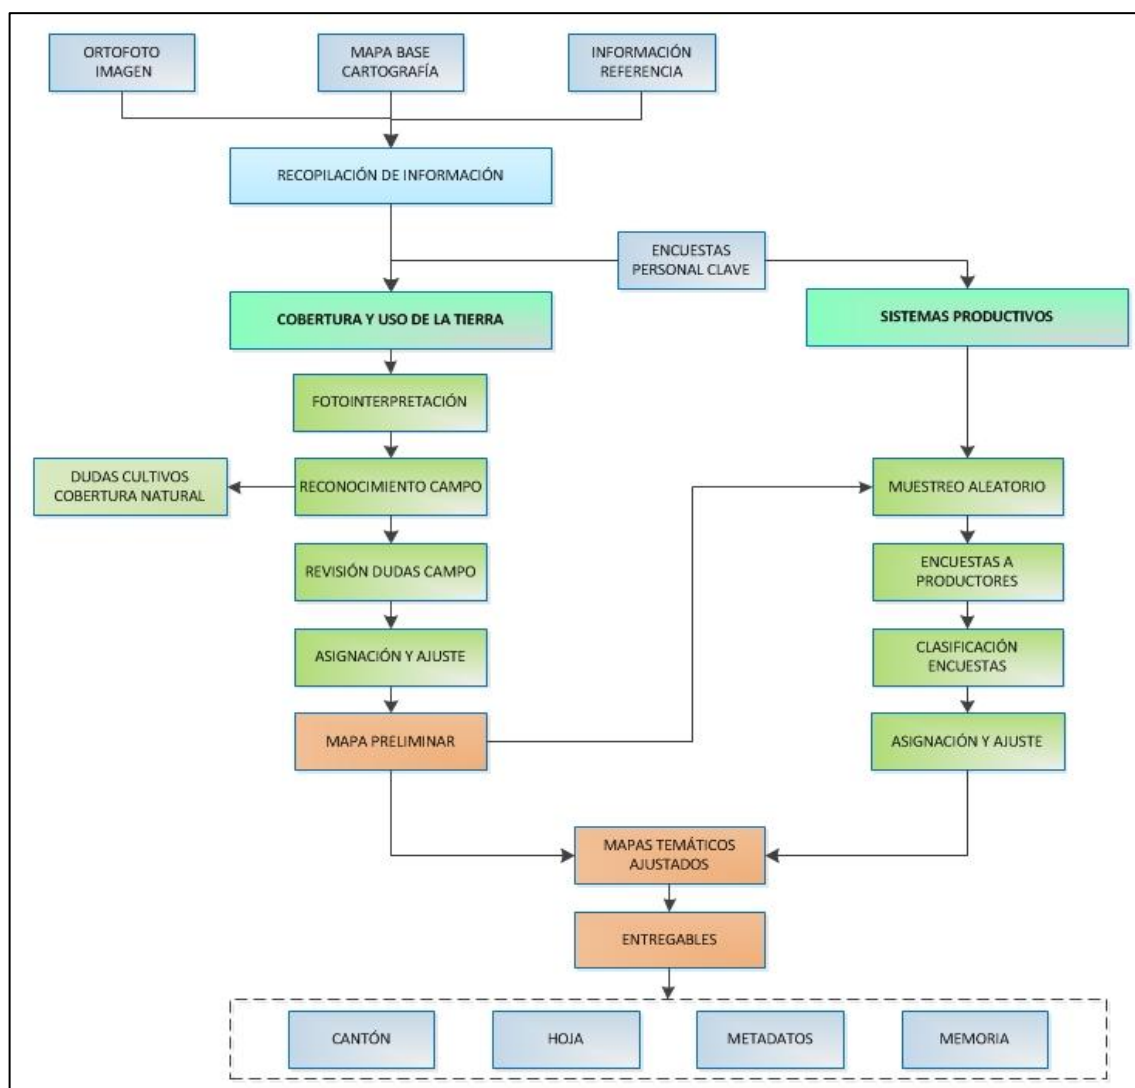 ORTOFOTO
IMAGEN
MAPA BASE
CARTOGRAFÍA
INFORMACIÓN
REFERENCIA
RECOPILACIÓN DE INFORMACIÓN
ENCUESTAS
PERSONAL CLAVE
COBERTURA Y USO DE LA TIERRA
SISTEMAS PRODUCTIVOS
FOTOINTERPRETACIÓN
DUDAS CULTIVOS
COBERTURA NATURAL
RECONOCIMIENTO CAMPO
MUESTREO ALEATORIO
REVISIÓN DUDAS CAMPO
ENCUESTAS A
PRODUCTORES
ASIGNACIÓN Y AJUSTE
CLASIFICACIÓN
ENCUESTAS
MAPA PRELIMINAR
ASIGNACIÓN Y AJUSTE
MAPAS TEMÁTICOS
AJUSTADOS
ENTREGABLES
CANTÓN
HOJA
METADATOS
MEMORIA